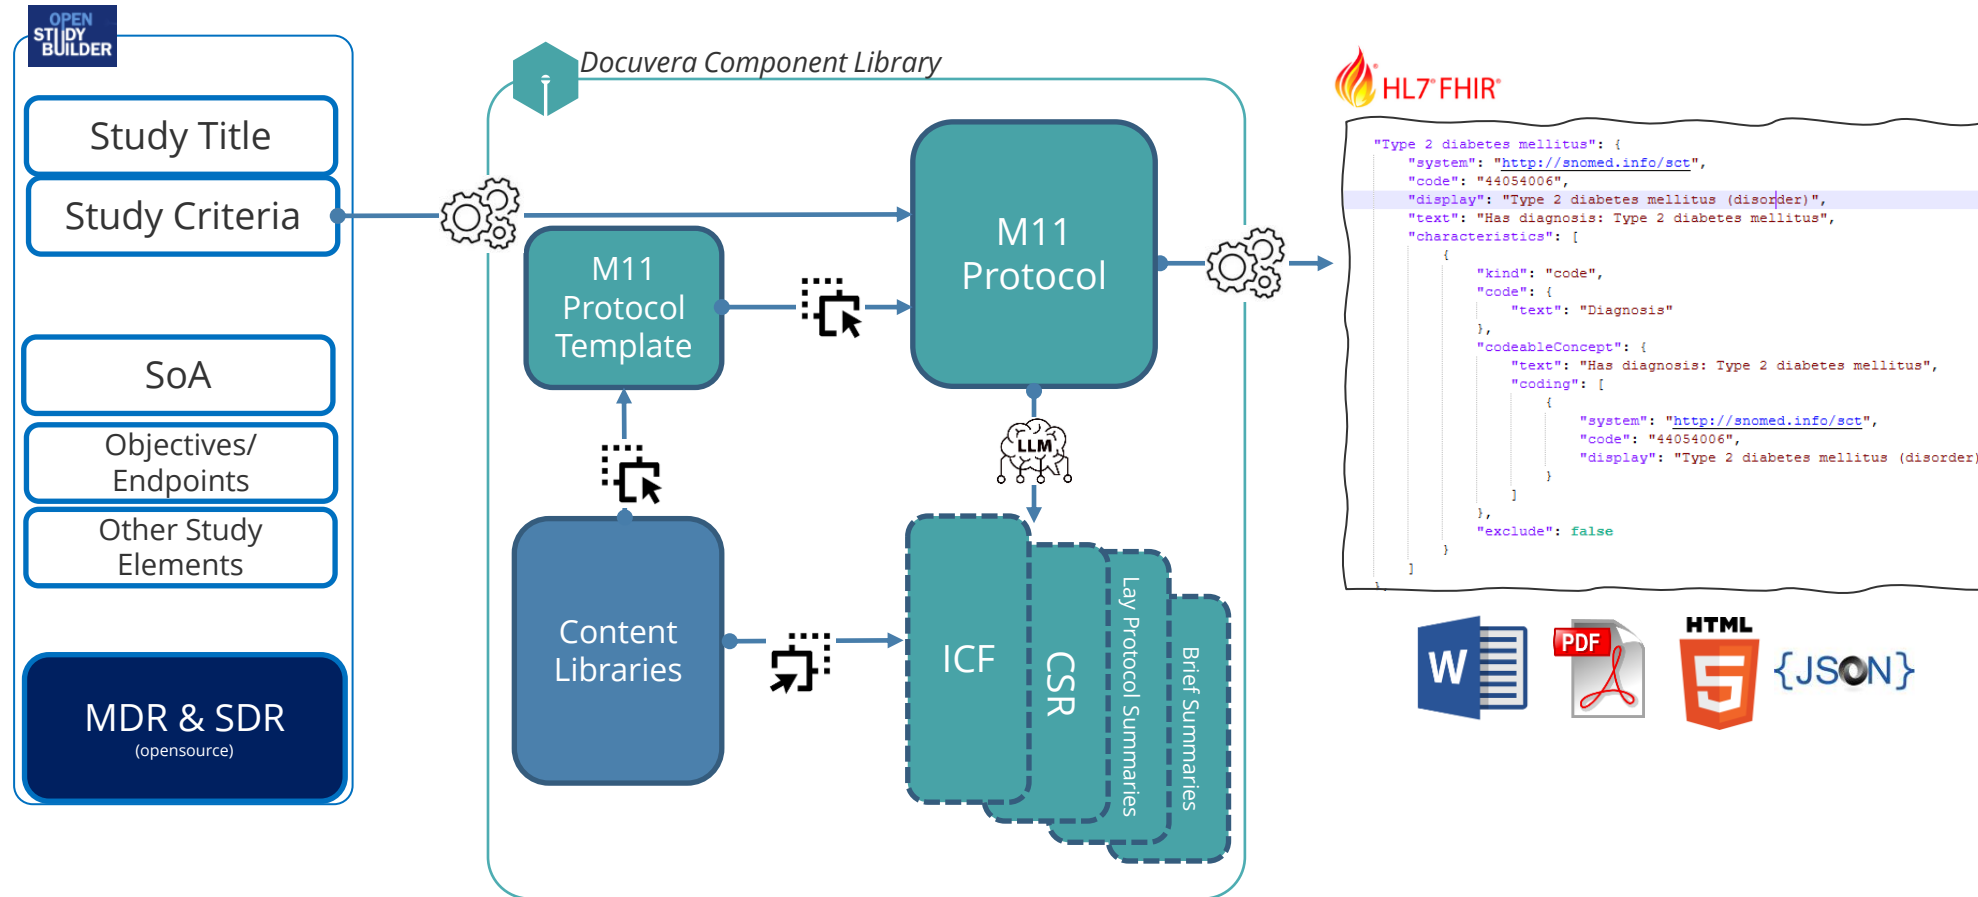 OPEN
STUDY
BUILDER
Study Title
Study Criteria
SoA
Objectives/
Endpoints
Other Study
Elements
MDR & SDR
(opensource)
Docuvera Component Library
M11
Protocol
Template
M11
Protocol
LLM
Content
Libraries
ICF
CSR
Lay Protocol Summaries
Brief Summaries
HL7® FHIR®
"Type 2 diabetes mellitus": {
"system": "http://snomed.info/sct",
"code": "44054006",
"display": "Type 2 diabetes mellitus (disorder)",
"text": "Has diagnosis: Type 2 diabetes mellitus",
"characteristics": [
{
"kind": "code",
"code": {
"text": "Diagnosis"
},
"codeableConcept": {
"text": "Has diagnosis: Type 2 diabetes mellitus",
"coding": [
{
"system": "http://snomed.info/sct",
"code": "44054006",
"display": "Type 2 diabetes mellitus (disorder)
}
]
},
"exclude": false
}
]
},
W
PDF
HTML
5
{JSON}